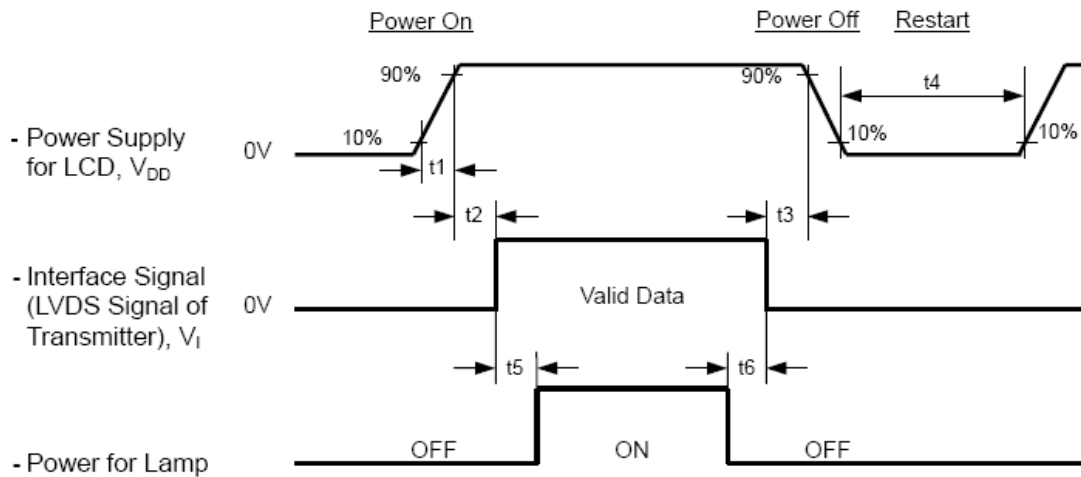 Power On
Power Off
Restart
90%
90%
t4
10%
10%
10%
- Power Supply
for LCD, VDD
0V
t1
t2
t3
- Interface Signal
(LVDS Signal of
Transmitter), VI
0V
Valid Data
t5
t6
- Power for Lamp
OFF
ON
OFF